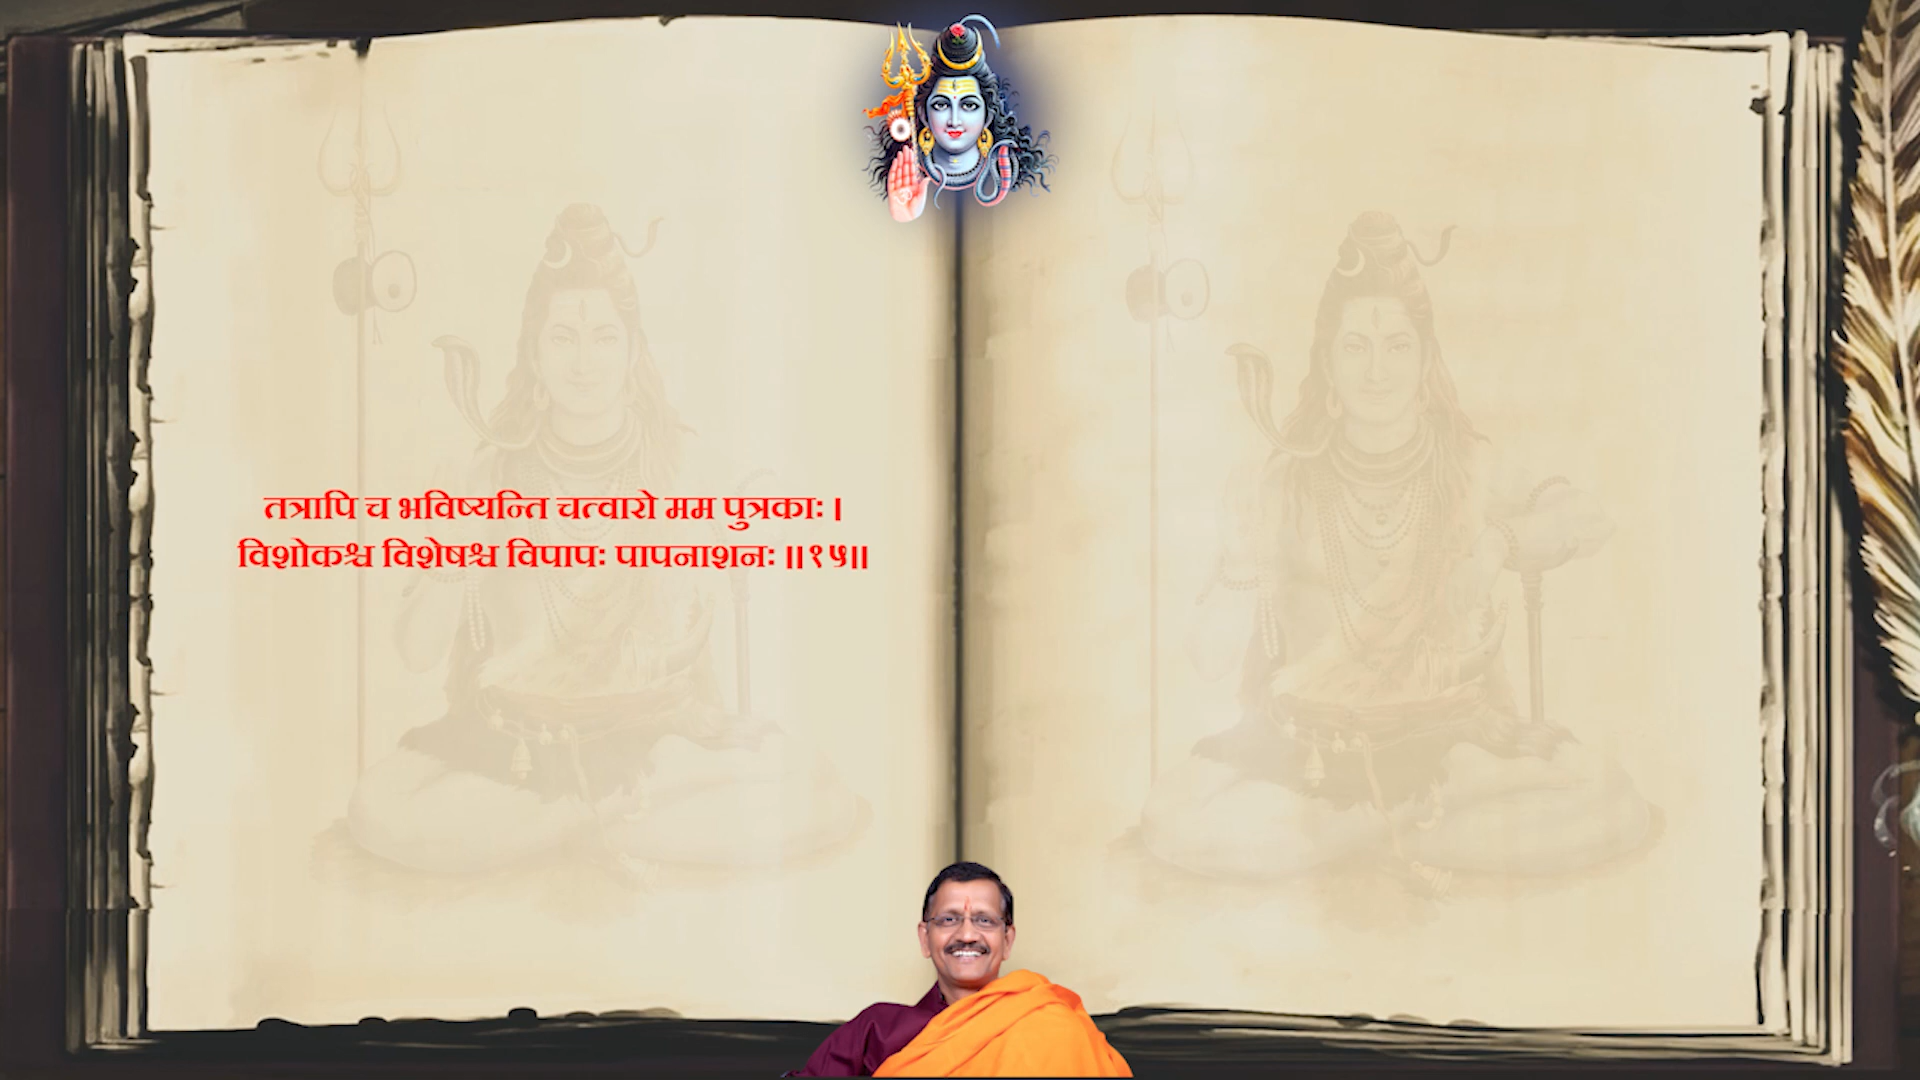 तत्रापि च भविष्यन्ति चत्वारो मम पुत्रकाः ।
विशोकश्च विशेषश्च विपापः पापनाशनः ॥१५॥